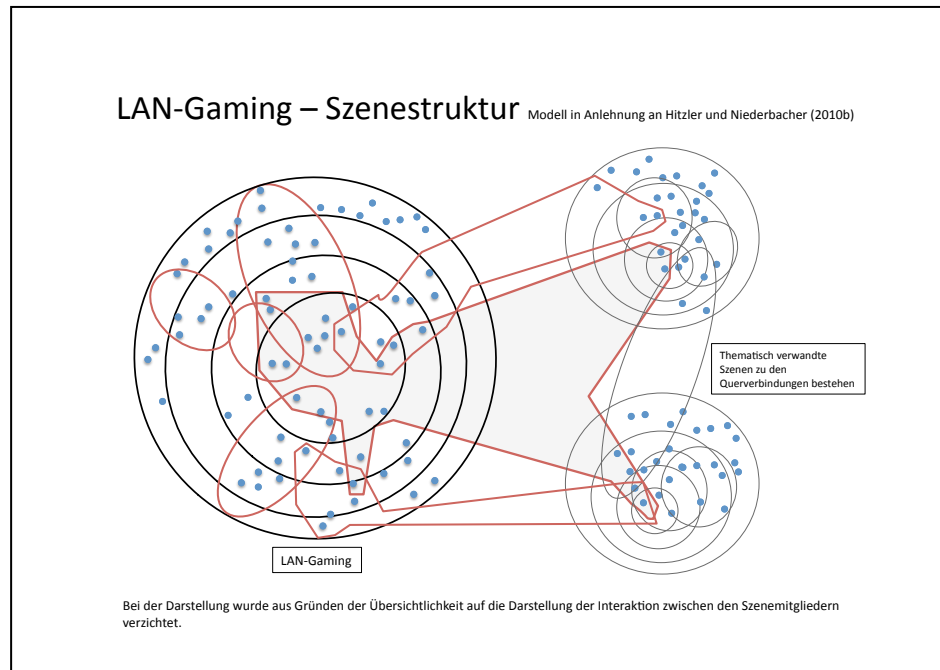 LAN-Gaming – Szenestruktur Modell in Anlehnung an Hitzler und Niederbacher (2010b)
Thematisch verwandte
Szenen zu den
Querverbindungen bestehen
LAN-Gaming
Bei der Darstellung wurde aus Gründen der Übersichtlichkeit auf die Darstellung der Interaktion zwischen den Szenemitgliedern
verzichtet.